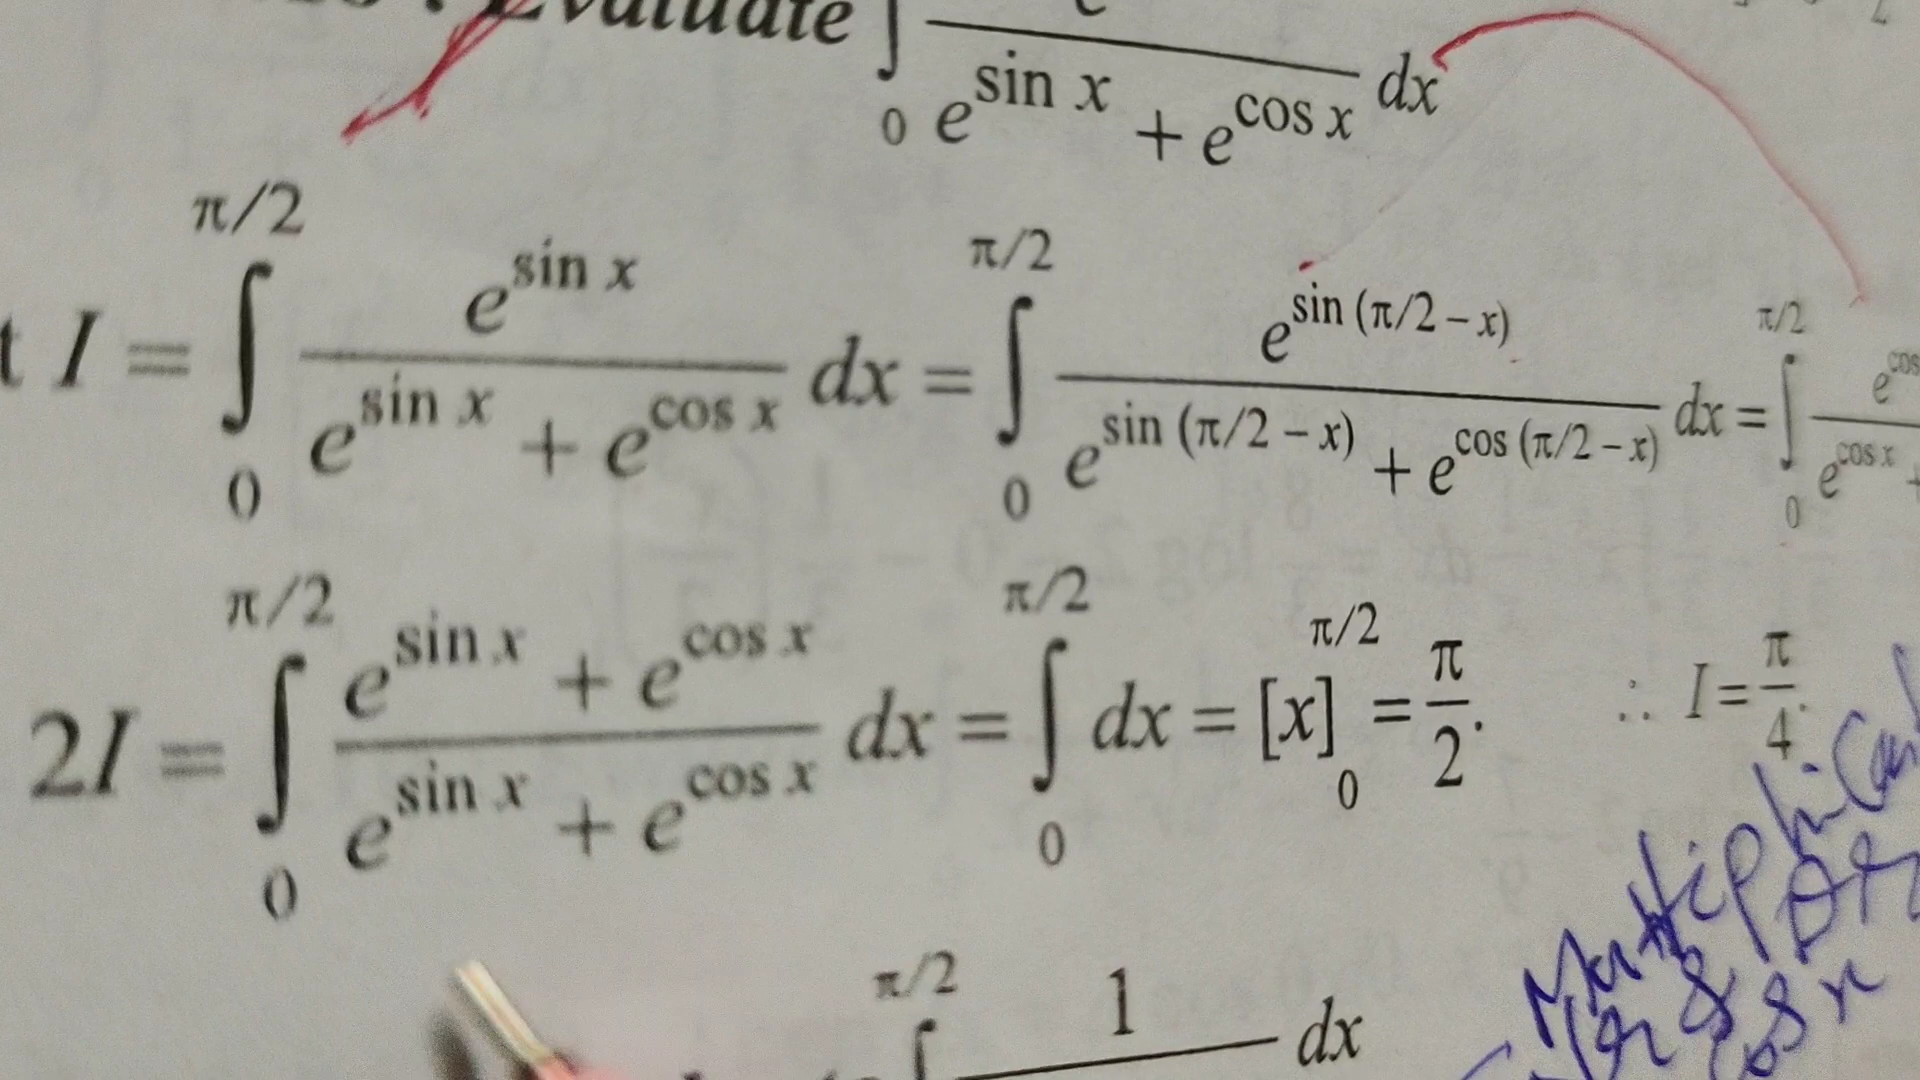 Evaluate ∫₀ ─── / (e^{sin x} + e^{cos x}) dx
t I = ∫₀^{π/2} e^{sin x} / (e^{sin x} + e^{cos x}) dx = ∫₀^{π/2} e^{sin (π/2 − x)} / (e^{sin (π/2 − x)} + e^{cos (π/2 − x)}) dx = ∫₀^{π/2} e^{cos / e^{cos x} +
2I = ∫₀^{π/2} (e^{sin x} + e^{cos x}) / (e^{sin x} + e^{cos x}) dx = ∫₀^{π/2} dx = [x]₀^{π/2} = π/2. ∴ I = π/4.
∫^{π/2} 1 / dx